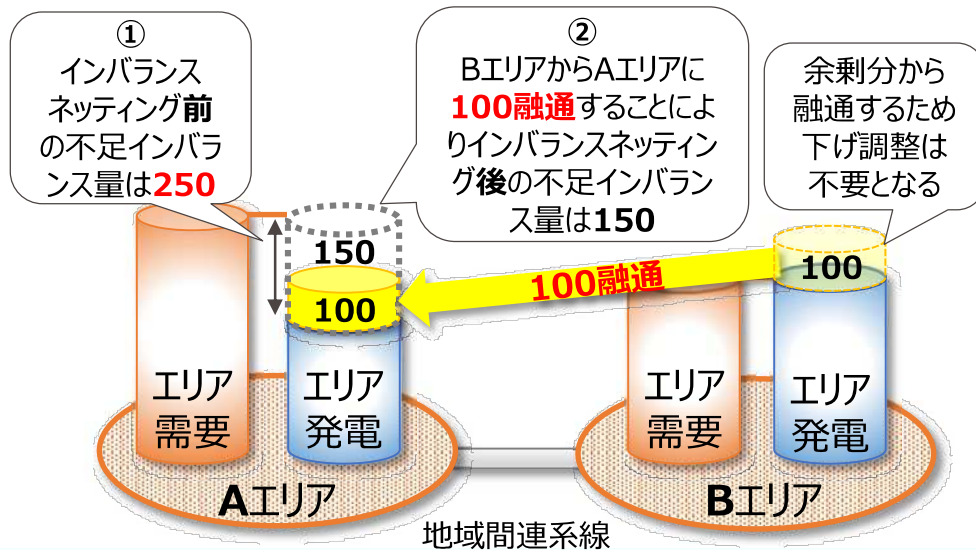 ①
インバランス
ネッティング前
の不足インバラ
ンス量は250
②
BエリアからAエリアに
100融通することによ
りインバランスネッティン
グ後の不足インバラン
ス量は150
余剰分から
融通するため
下げ調整は
不要となる
150
100
100融通
100
エリア
需要
エリア
発電
エリア
需要
エリア
発電
Aエリア
Bエリア
地域間連系線